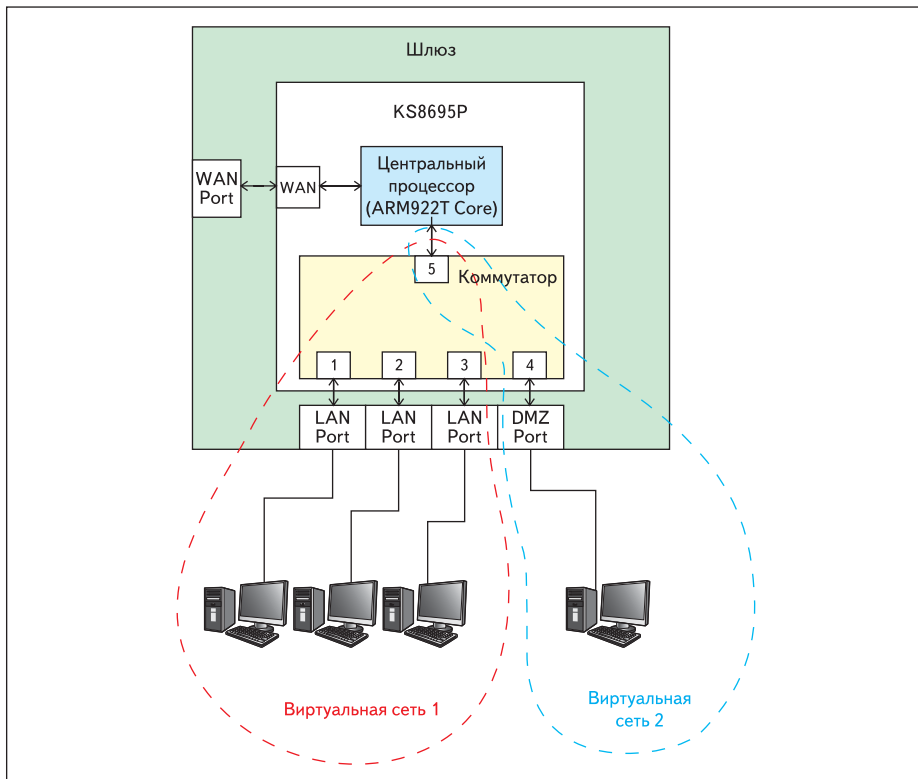 Шлюз
KS8695P
Центральный
процессор
(ARM922T Core)
WAN
Port
WAN
5
Коммутатор
1
2
3
4
LAN
Port
LAN
Port
LAN
Port
DMZ
Port
Виртуальная сеть 1
Виртуальная
сеть 2